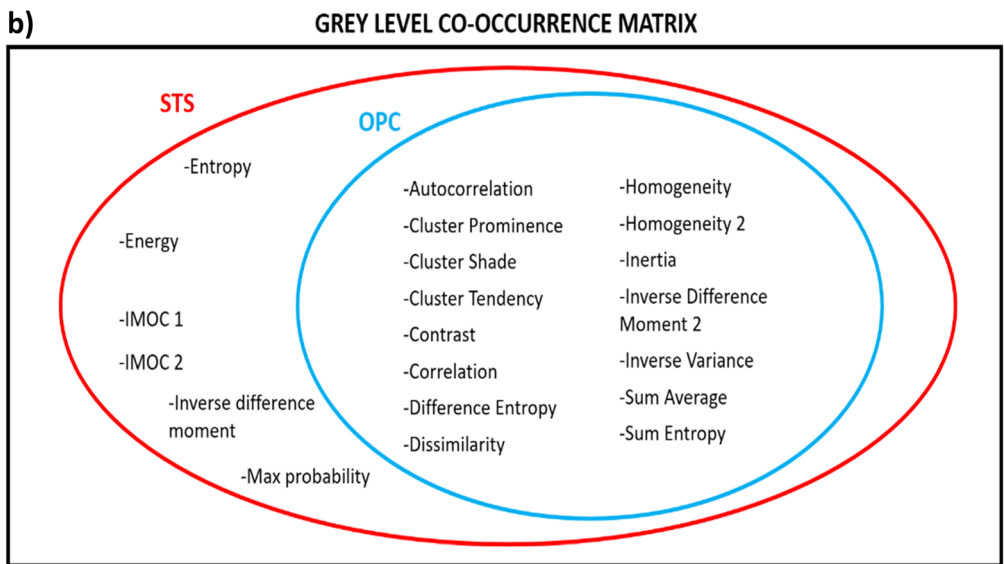 b)
GREY LEVEL CO-OCCURRENCE MATRIX
STS
OPC
-Entropy
-Energy
-IMOC 1
-IMOC 2
-Inverse difference
moment
-Max probability
-Autocorrelation
-Cluster Prominence
-Cluster Shade
-Cluster Tendency
-Contrast
-Correlation
-Difference Entropy
-Dissimilarity
-Homogeneity
-Homogeneity 2
-Inertia
-Inverse Difference
Moment 2
-Inverse Variance
-Sum Average
-Sum Entropy